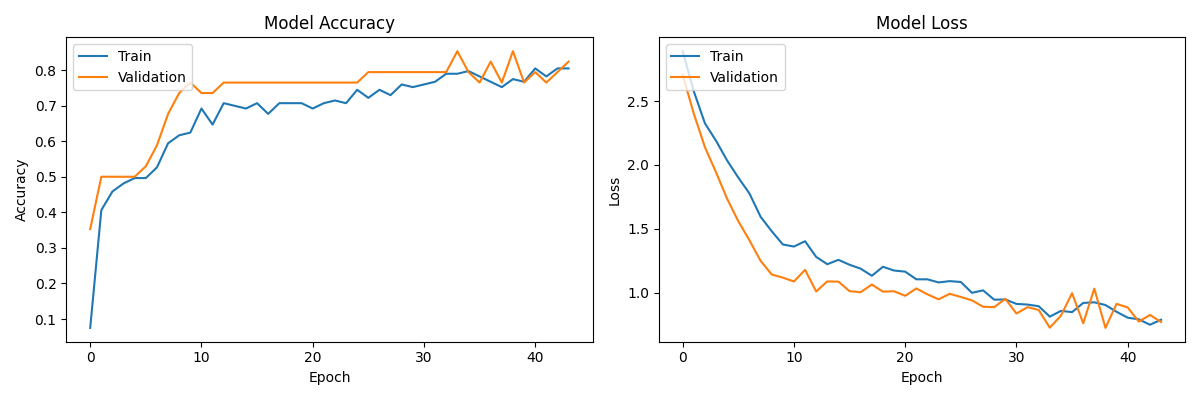 Model Accuracy
Train
Validation
0.8
0.7
0.6
0.5
0.4
0.3
0.2
0.1
Accuracy
0 10 20 30 40
Epoch
Model Loss
Train
Validation
2.5
2.0
1.5
1.0
Loss
0 10 20 30 40
Epoch